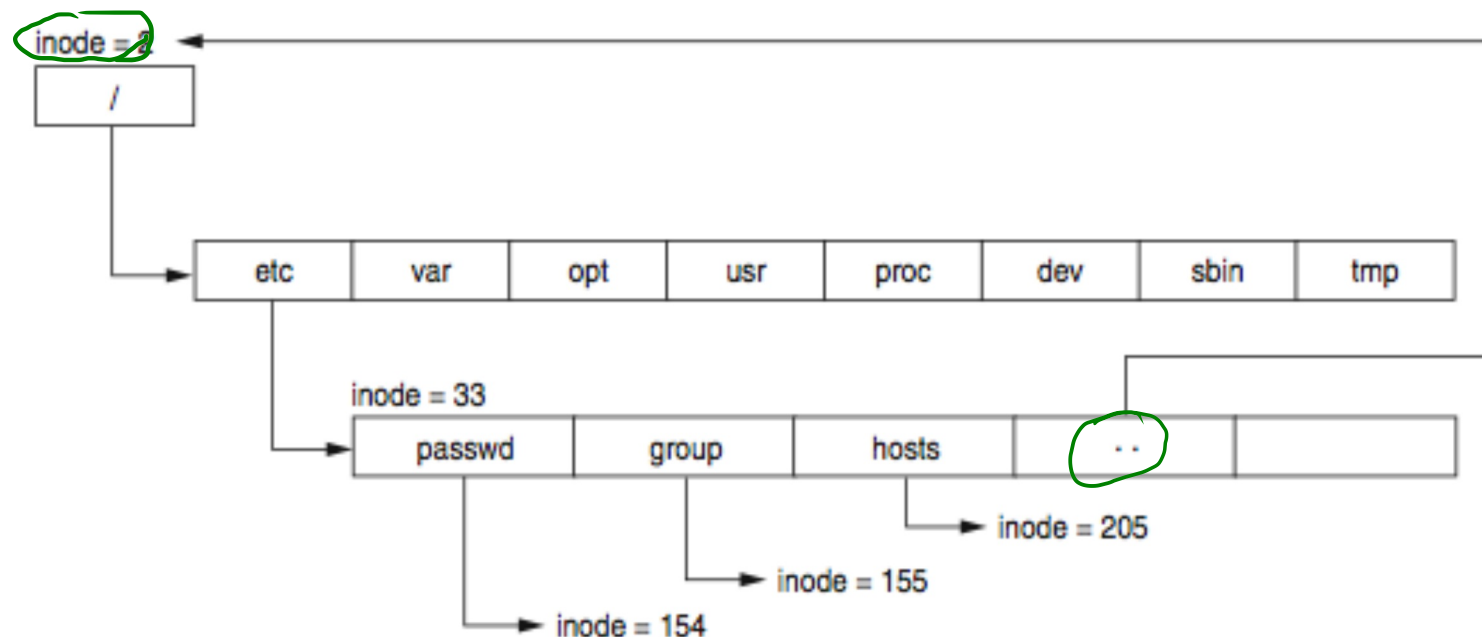 inode = 2
/
etc var opt usr proc dev sbin tmp
inode = 33
passwd group hosts ..
inode = 205
inode = 155
inode = 154